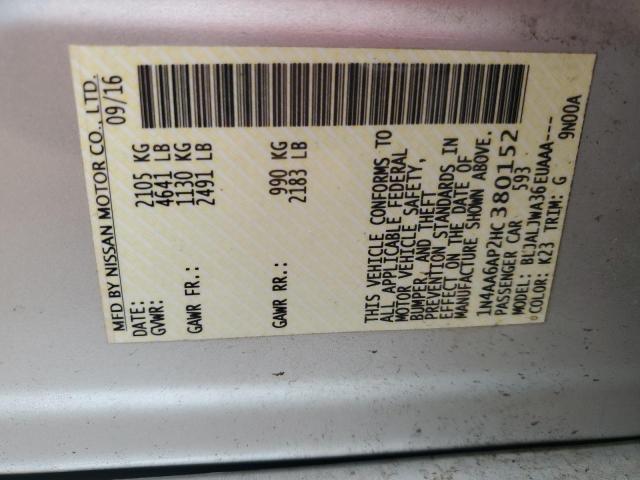 MFD BY NISSAN MOTOR CO., LTD.
DATE: 09/16
GVWR: 2105 KG
4641 LB
GAWR FR.: 1130 KG
2491 LB
GAWR RR.: 990 KG
2183 LB
THIS VEHICLE CONFORMS TO
ALL APPLICABLE FEDERAL
MOTOR VEHICLE SAFETY,
BUMPER, AND THEFT
PREVENTION STANDARDS IN
EFFECT ON THE DATE OF
MANUFACTURE SHOWN ABOVE.
1N4AA6AP2HC380152
PASSENGER CAR 593
MODEL: BLJALJWA36EUAAA---
COLOR: K23 TRIM: G 9N00A